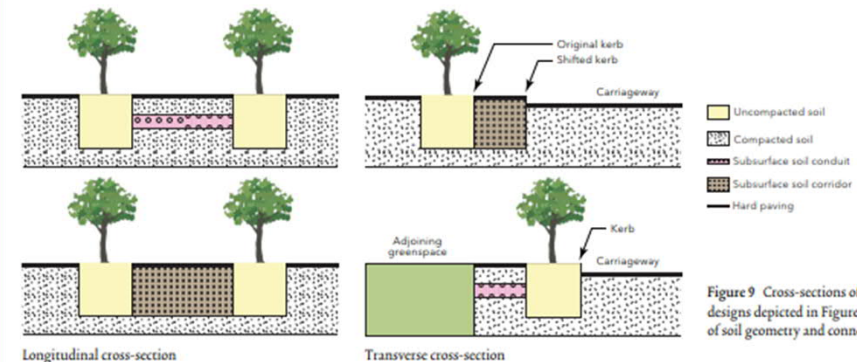 Original kerb
Shifted kerb
Carriageway
Uncompacted soil
Compacted soil
Subsurface soil conduit
Subsurface soil corridor
Hard paving
Adjoining
greenspace
Kerb
Carriageway
Figure 9 Cross-sections of
designs depicted in Figure
of soil geometry and conn
Longitudinal cross-section
Transverse cross-section